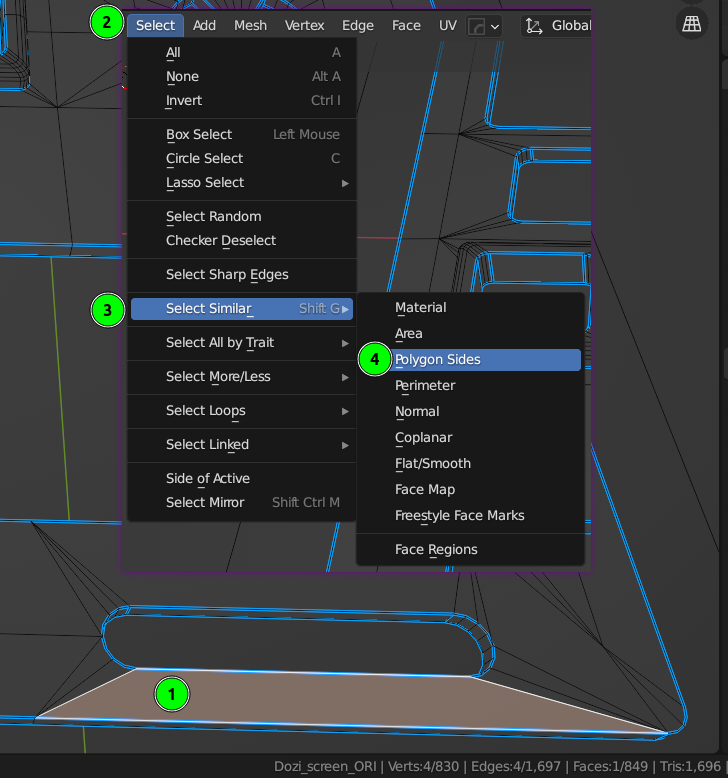 2 Select Add Mesh Vertex Edge Face UV Global
All A
None Alt A
Invert Ctrl I
Box Select Left Mouse
Circle Select C
Lasso Select
Select Random
Checker Deselect
Select Sharp Edges
3 Select Similar Shift G
Material
Area
Select All by Trait
4 Polygon Sides
Select More/Less
Perimeter
Select Loops
Normal
Select Linked
Coplanar
Flat/Smooth
Side of Active
Face Map
Select Mirror Shift Ctrl M
Freestyle Face Marks
Face Regions
1
Dozi_screen_ORI | Verts:4/830 | Edges:4/1,697 | Faces:1/849 | Tris:1,696